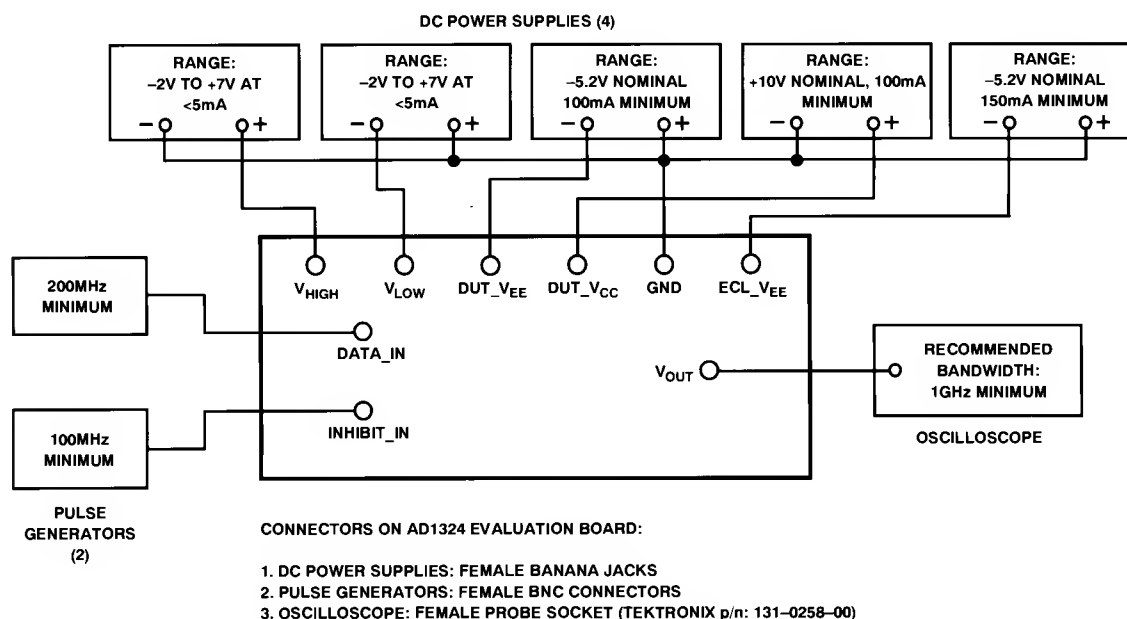 DC POWER SUPPLIES (4)
RANGE:
–2V TO +7V AT
<5mA
– +
RANGE:
–2V TO +7V AT
<5mA
– +
RANGE:
–5.2V NOMINAL
100mA MINIMUM
– +
RANGE:
+10V NOMINAL, 100mA
MINIMUM
– +
RANGE:
–5.2V NOMINAL
150mA MINIMUM
– +
VHIGH
VLOW
DUT_VEE
DUT_VCC
GND
ECL_VEE
200MHz
MINIMUM
DATA_IN
VOUT
RECOMMENDED
BANDWIDTH:
1GHz MINIMUM
OSCILLOSCOPE
100MHz
MINIMUM
INHIBIT_IN
PULSE
GENERATORS
(2)
CONNECTORS ON AD1324 EVALUATION BOARD:
1. DC POWER SUPPLIES: FEMALE BANANA JACKS
2. PULSE GENERATORS: FEMALE BNC CONNECTORS
3. OSCILLOSCOPE: FEMALE PROBE SOCKET (TEKTRONIX p/n: 131–0258–00)